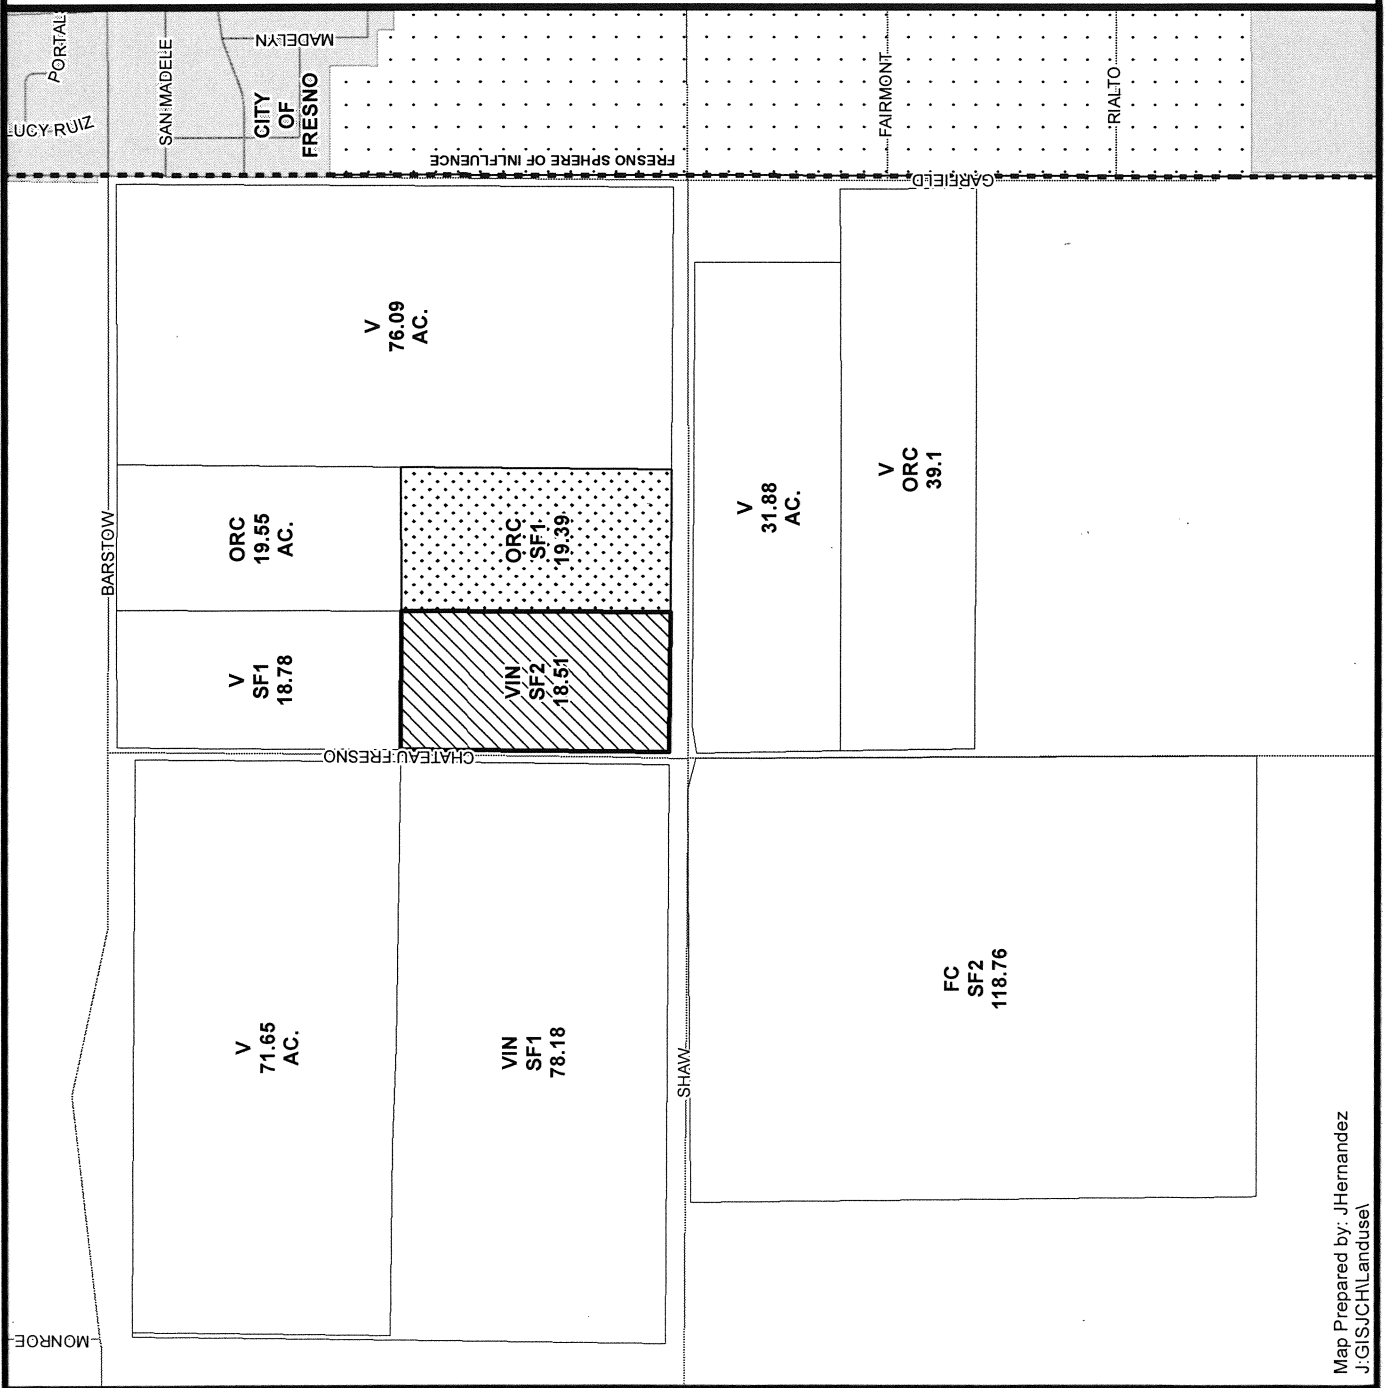 MONROE
BARSTOW
LUCY RUIZ
SAN MADELE
MADELYN
CITY
OF
FRESNO
V
71.65
AC.
V
SF1
18.78
ORC
19.55
AC.
V
76.09
AC.
CHATEAU FRESNO
FRESNO SPHERE OF INLFLUENCE
VIN
SF1
78.18
VIN
SF2
18.51
ORC
SF1
19.39
SHAW
V
31.88
AC.
FAIRMONT
V
ORC
39.1
GARFIELD
FC
SF2
118.76
RIALTO
Map Prepared by: JHernandez
J:GISJCH\Landuse\